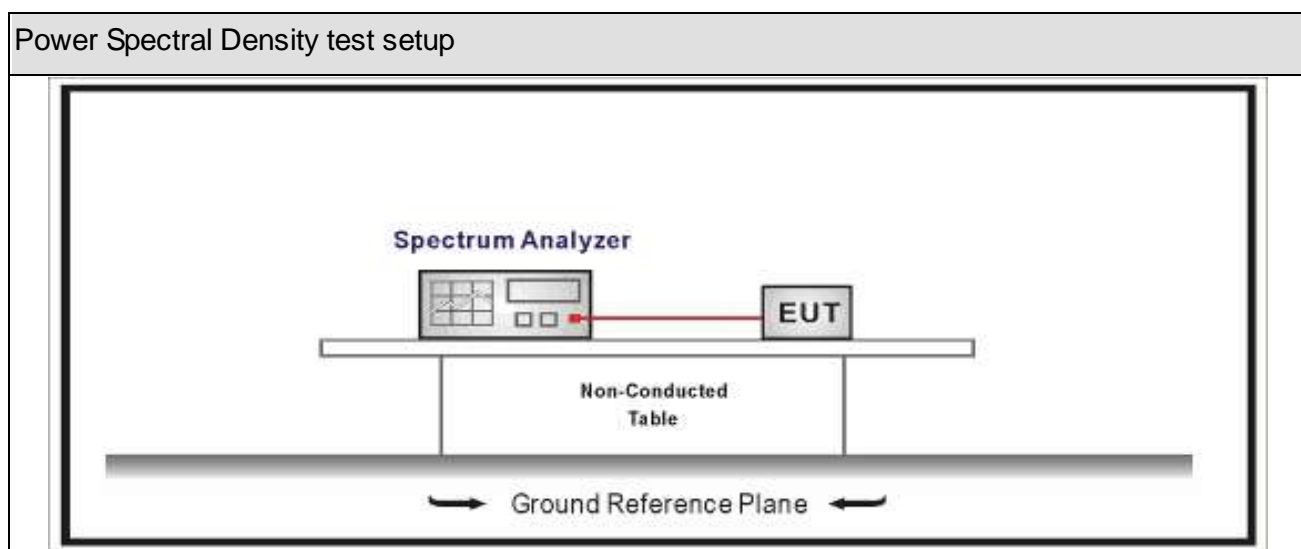 Power Spectral Density test setup
Spectrum Analyzer
EUT
Non-Conducted
Table
Ground Reference Plane